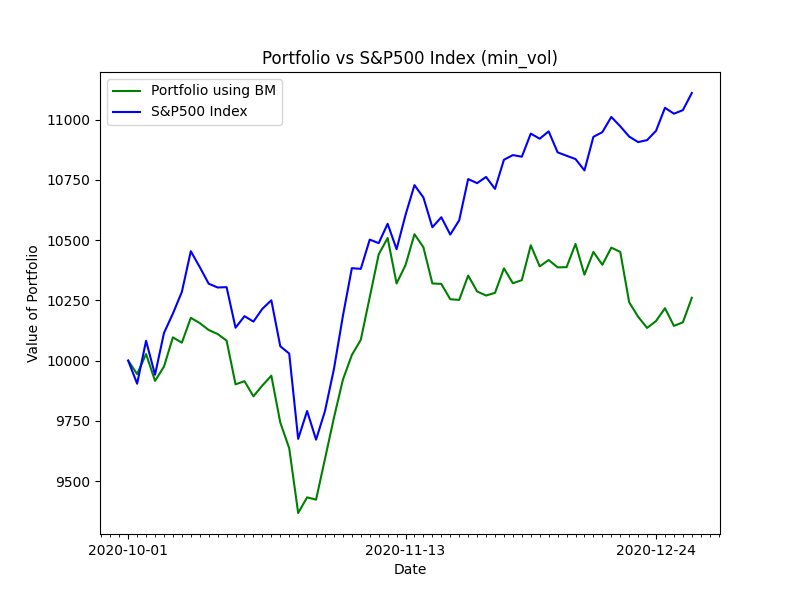 Portfolio vs S&P500 Index (min_vol)
Portfolio using BM
S&P500 Index
11000
10750
10500
10250
10000
9750
9500
Value of Portfolio
2020-10-01
2020-11-13
2020-12-24
Date